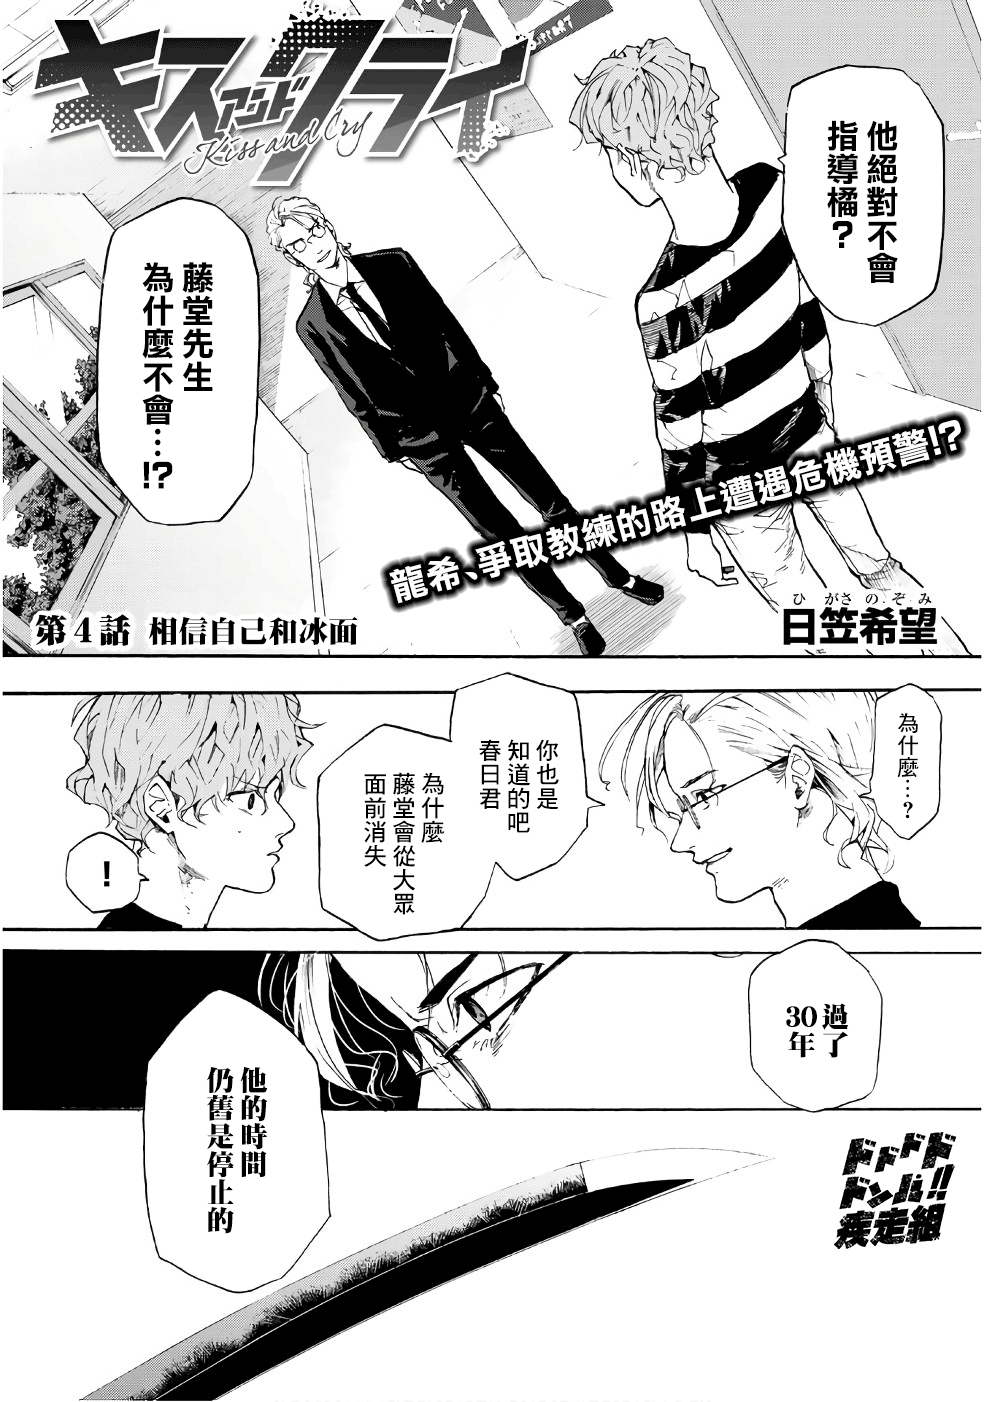 キスアンドクライ
Kiss and Cry
他絕對不會
指導橘？
藤堂先生
為什麼不會…!?
龍希、爭取教練的路上遭遇危機預警!?
第4話 相信自己和冰面
ひがさのぞみ
日笠希望
為什麼…？
你也是
知道的吧
春日君
為什麼
藤堂會從大眾
面前消失
！
過了
30年
他的時間
仍舊是停止的
ドドドド
ドンパ!!
疾走組